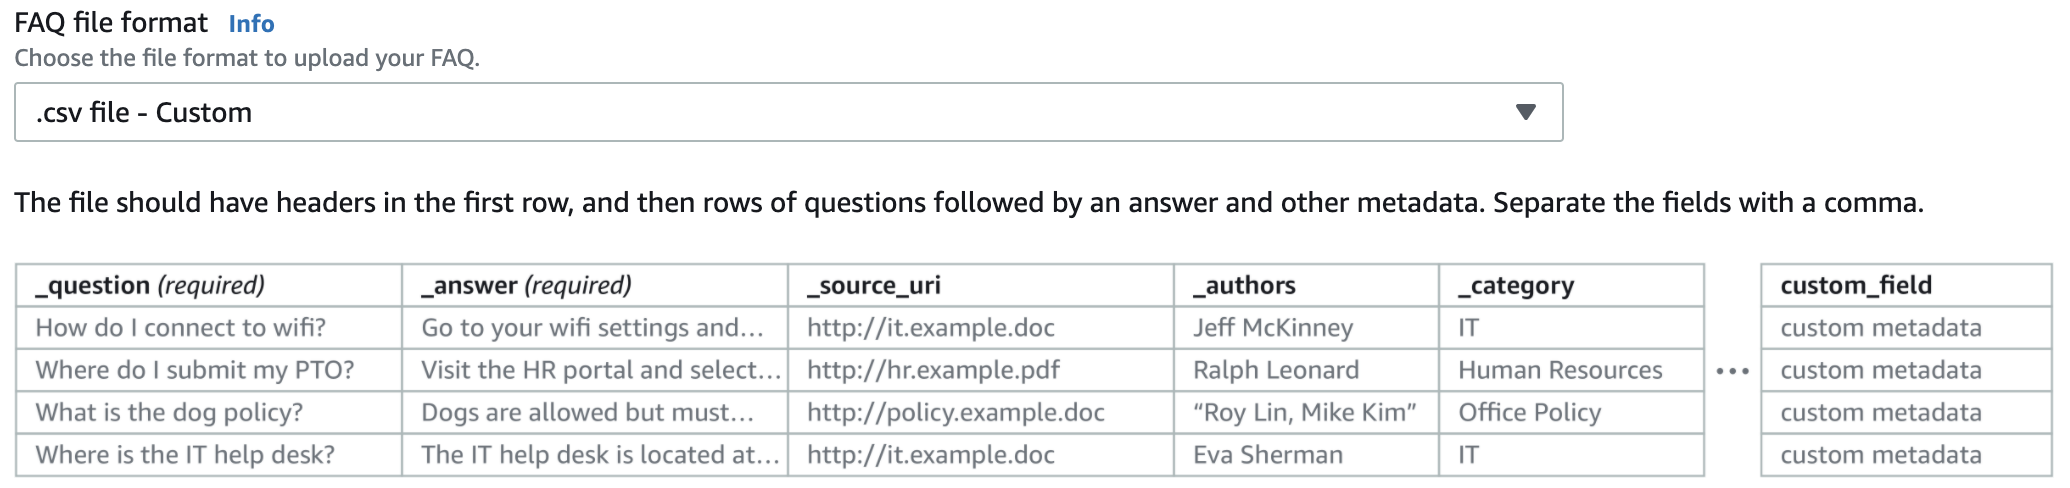 FAQ file format Info
Choose the file format to upload your FAQ.
.csv file - Custom
The file should have headers in the first row, and then rows of questions followed by an answer and other metadata. Separate the fields with a comma.
_question (required) _answer (required) _source_uri _authors _category custom_field
How do I connect to wifi? Go to your wifi settings and... http://it.example.doc Jeff McKinney IT custom metadata
Where do I submit my PTO? Visit the HR portal and select... http://hr.example.pdf Ralph Leonard Human Resources ••• custom metadata
What is the dog policy? Dogs are allowed but must... http://policy.example.doc “Roy Lin, Mike Kim” Office Policy custom metadata
Where is the IT help desk? The IT help desk is located at... http://it.example.doc Eva Sherman IT custom metadata